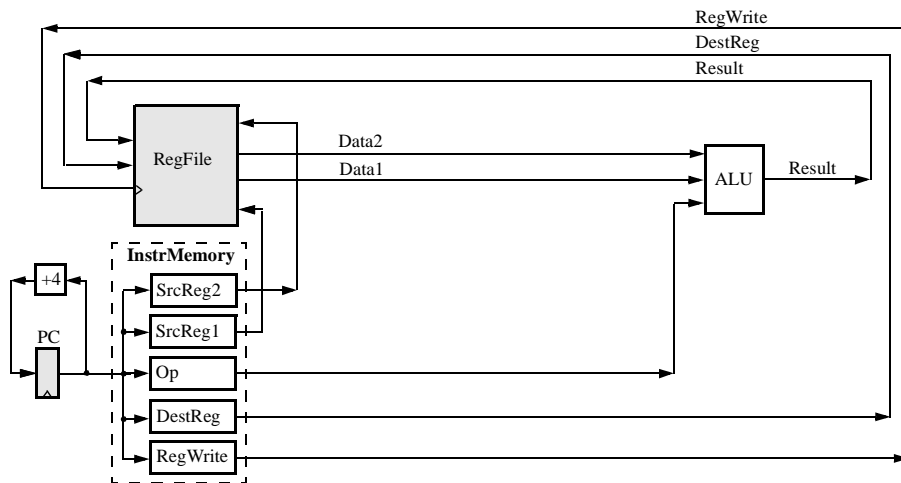 RegWrite
DestReg
Result
Data2
RegFile
Data1
ALU
Result
InstrMemory
+4
SrcReg2
SrcReg1
PC
Op
DestReg
RegWrite